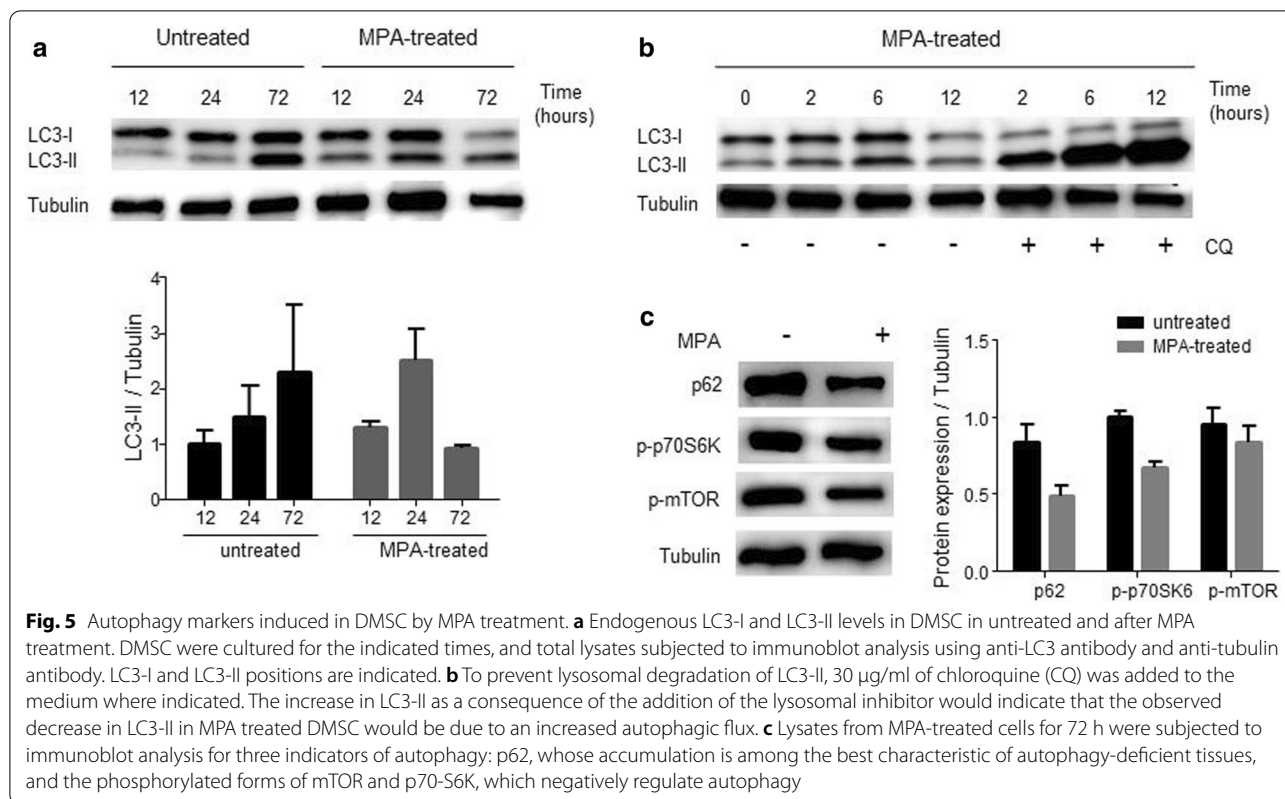 a
Untreated MPA-treated
12 24 72 12 24 72 Time (hours)
LC3-I
LC3-II
Tubulin
LC3-II / Tubulin
4
3
2
1
0
12 24 72 12 24 72
untreated MPA-treated
b
MPA-treated
0 2 6 12 2 6 12 Time (hours)
LC3-I
LC3-II
Tubulin
- - - - + + + CQ
c
MPA - +
p62
p-p70S6K
p-mTOR
Tubulin
untreated
MPA-treated
Protein expression / Tubulin
1.5
1.0
0.5
0.0
p62 p-p70SK6 p-mTOR
Fig. 5 Autophagy markers induced in DMSC by MPA treatment. a Endogenous LC3-I and LC3-II levels in DMSC in untreated and after MPA
treatment. DMSC were cultured for the indicated times, and total lysates subjected to immunoblot analysis using anti-LC3 antibody and anti-tubulin
antibody. LC3-I and LC3-II positions are indicated. b To prevent lysosomal degradation of LC3-II, 30 µg/ml of chloroquine (CQ) was added to the
medium where indicated. The increase in LC3-II as a consequence of the addition of the lysosomal inhibitor would indicate that the observed
decrease in LC3-II in MPA treated DMSC would be due to an increased autophagic flux. c Lysates from MPA-treated cells for 72 h were subjected to
immunoblot analysis for three indicators of autophagy: p62, whose accumulation is among the best characteristic of autophagy-deficient tissues,
and the phosphorylated forms of mTOR and p70-S6K, which negatively regulate autophagy